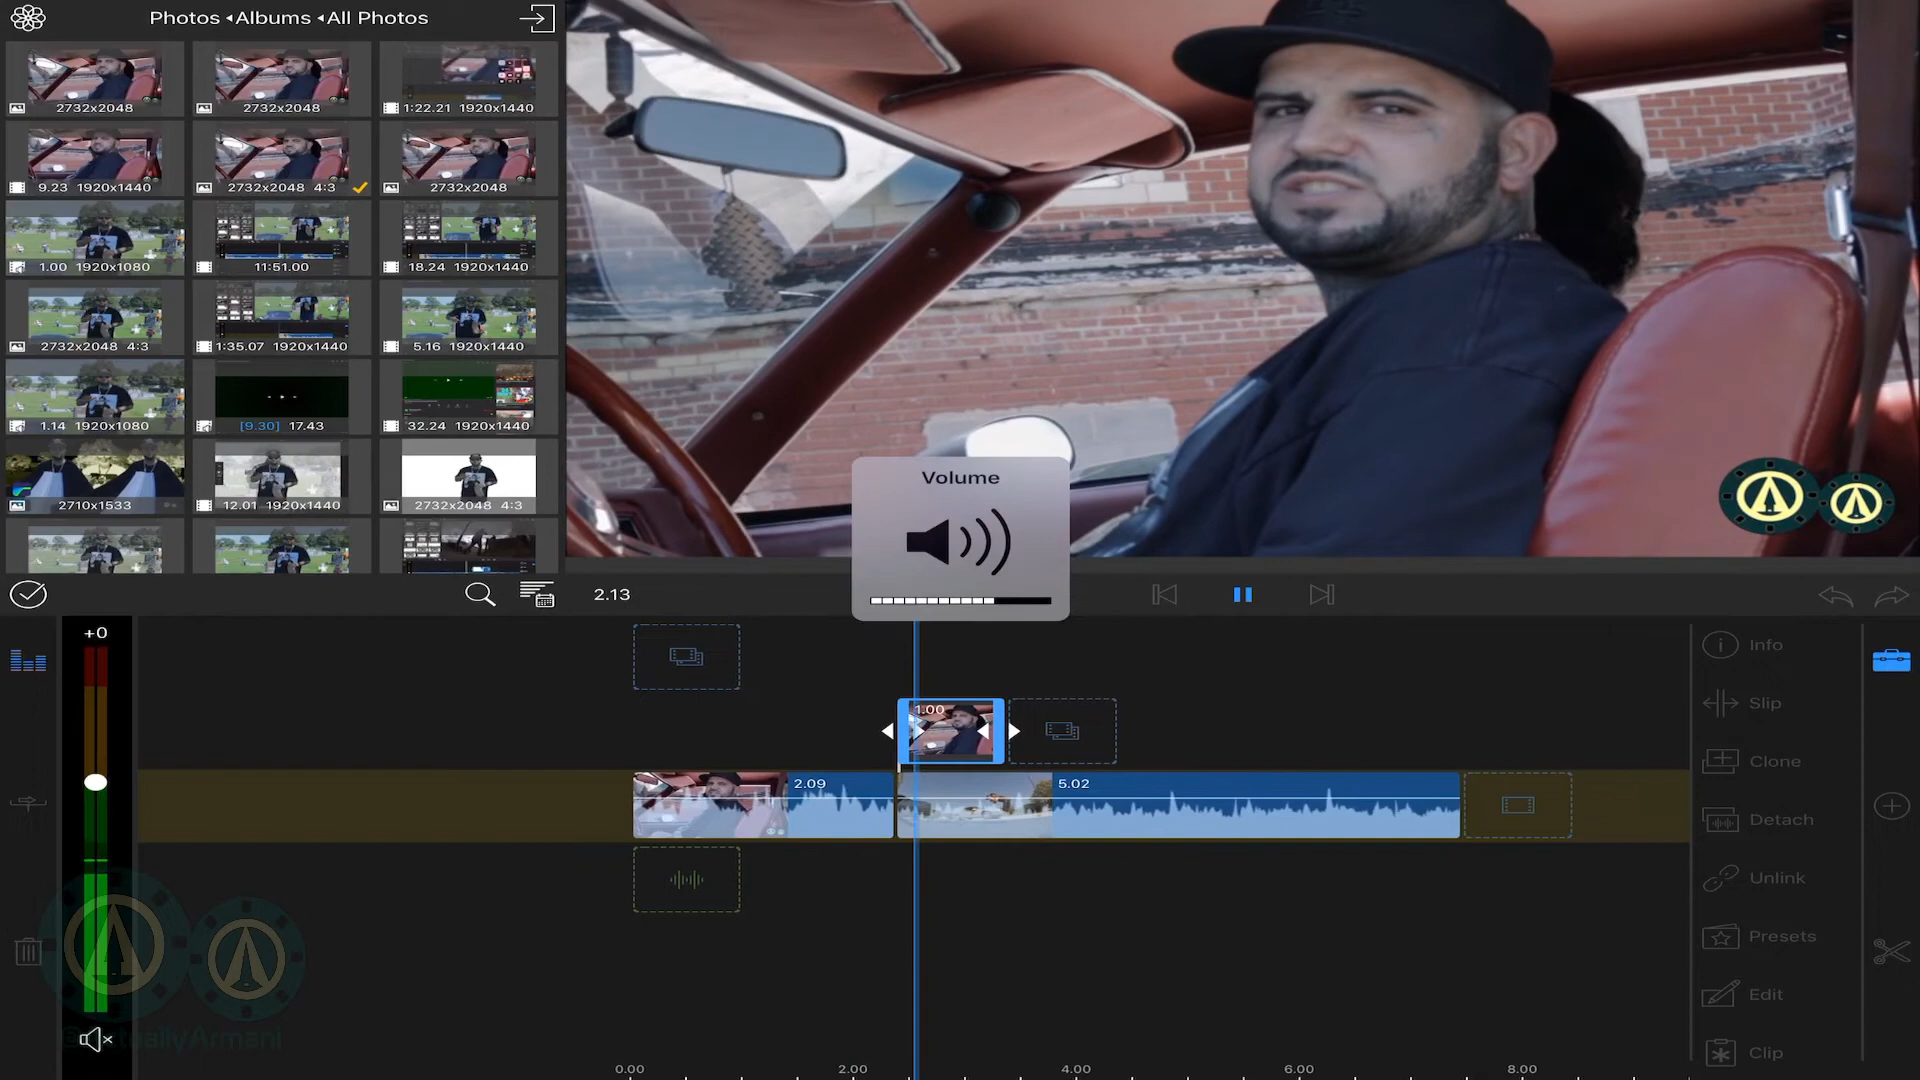 Photos ◂Albums ◂All Photos
2732x2048
2732x2048
1:22.21 1920x1440
9.23 1920x1440
2732x2048 4:3
2732x2048
1.00 1920x1080
11:51.00
18.24 1920x1440
2732x2048 4:3
1:35.07 1920x1440
5.16 1920x1440
1.14 1920x1080
[9.30] 17.43
32.24 1920x1440
2710x1533
12.01 1920x1440
2732x2048 4:3
Volume
2.13
+0
Info
1.00
Slip
Clone
2.09
5.02
Detach
Unlink
Presets
Edit
Clip
0.00
2.00
4.00
6.00
8.00